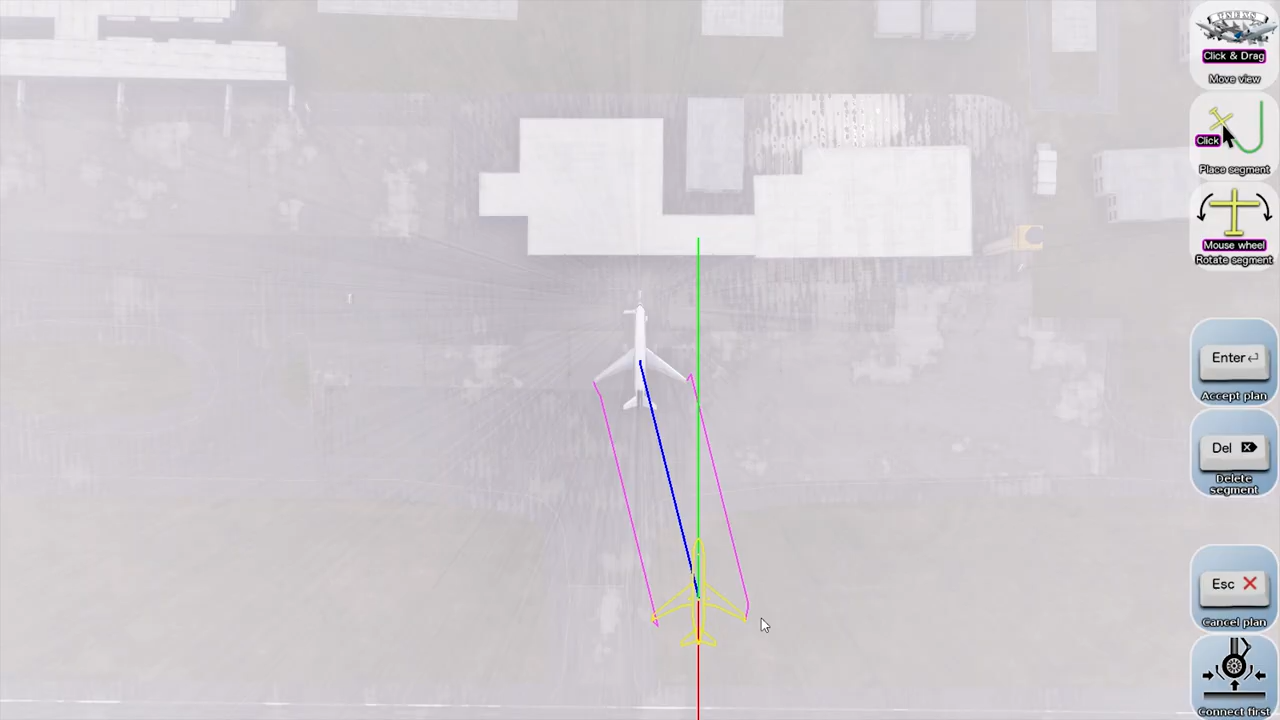 Click & Drag
Move view
Click
Place segment
Mouse wheel
Rotate segment
Enter
Accept plan
Del
Delete
segment
Esc
Cancel plan
Connect first